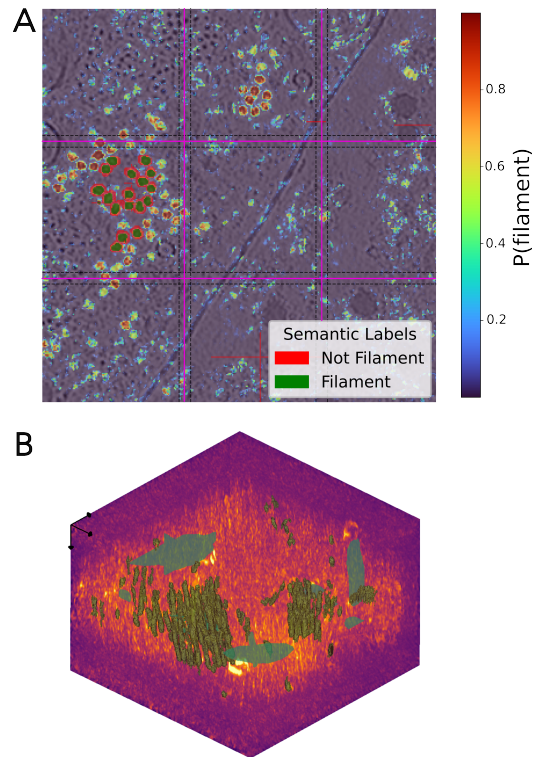 A
0.8
0.6
0.4
0.2
P(filament)
Semantic Labels
Not Filament
Filament
B